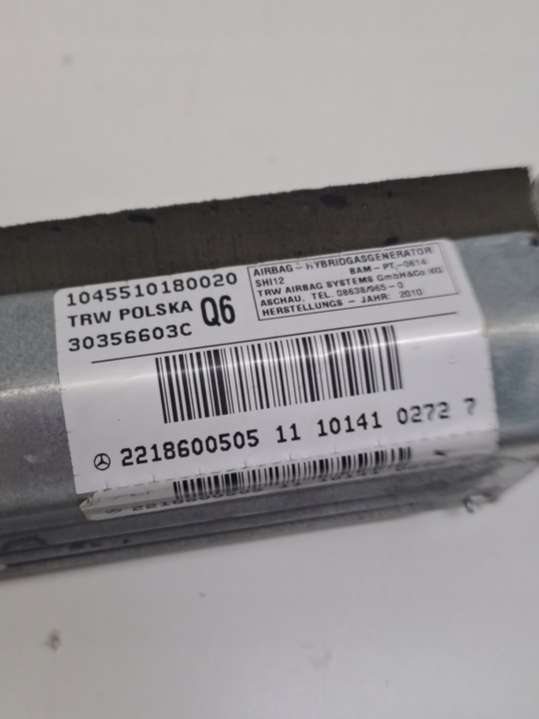 1045510180020
TRW POLSKA Q6
30356603C
AIRBAG - HYBRIDGASGENERATOR
SHI12 BAM - PT. -0614
TRW AIRBAG SYSTEMS GmbH&Co.KG
ASCHAU, TEL. 08638/965-0
HERSTELLUNGS - JAHR: 2010
2218600505 11 10141 0272 7